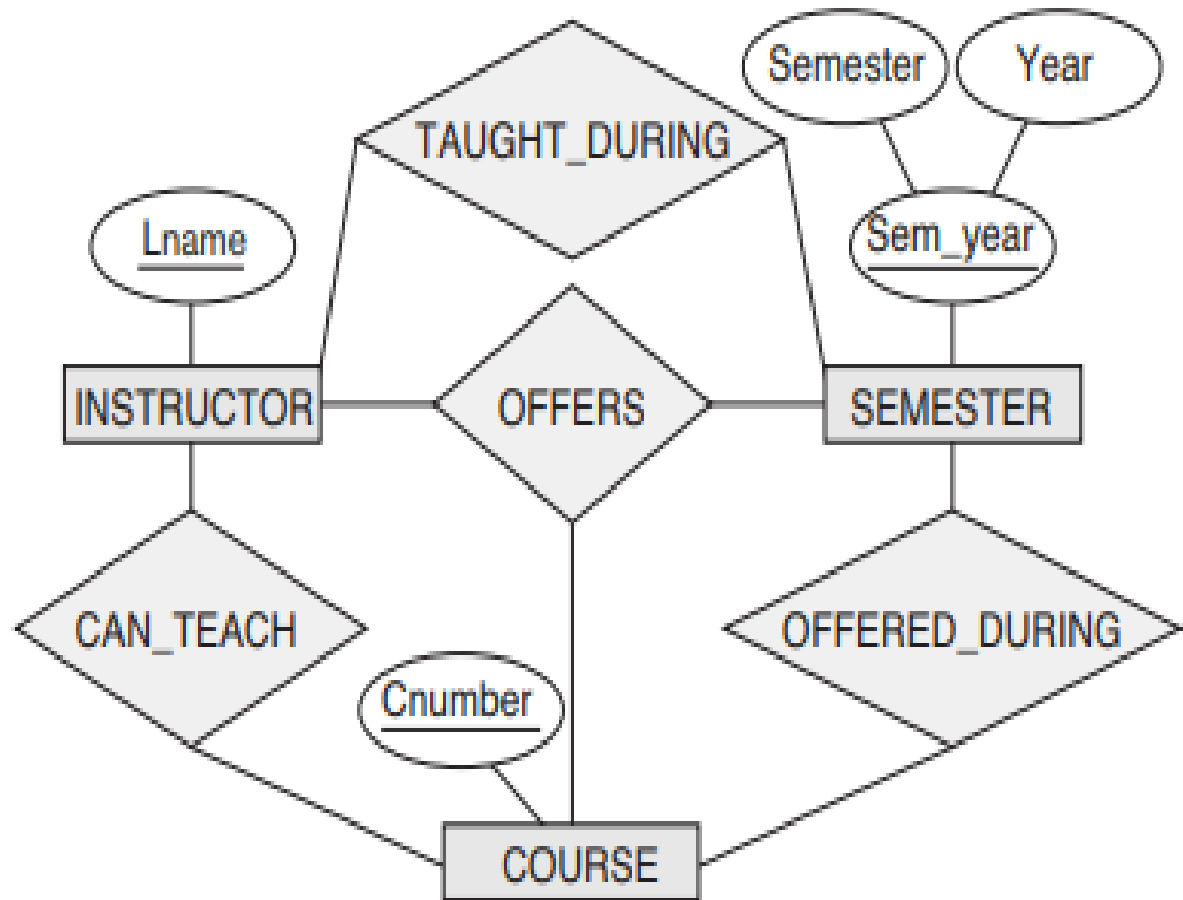 Semester
Year
TAUGHT_DURING
Lname
Sem_year
INSTRUCTOR
OFFERS
SEMESTER
CAN_TEACH
OFFERED_DURING
Cnumber
COURSE